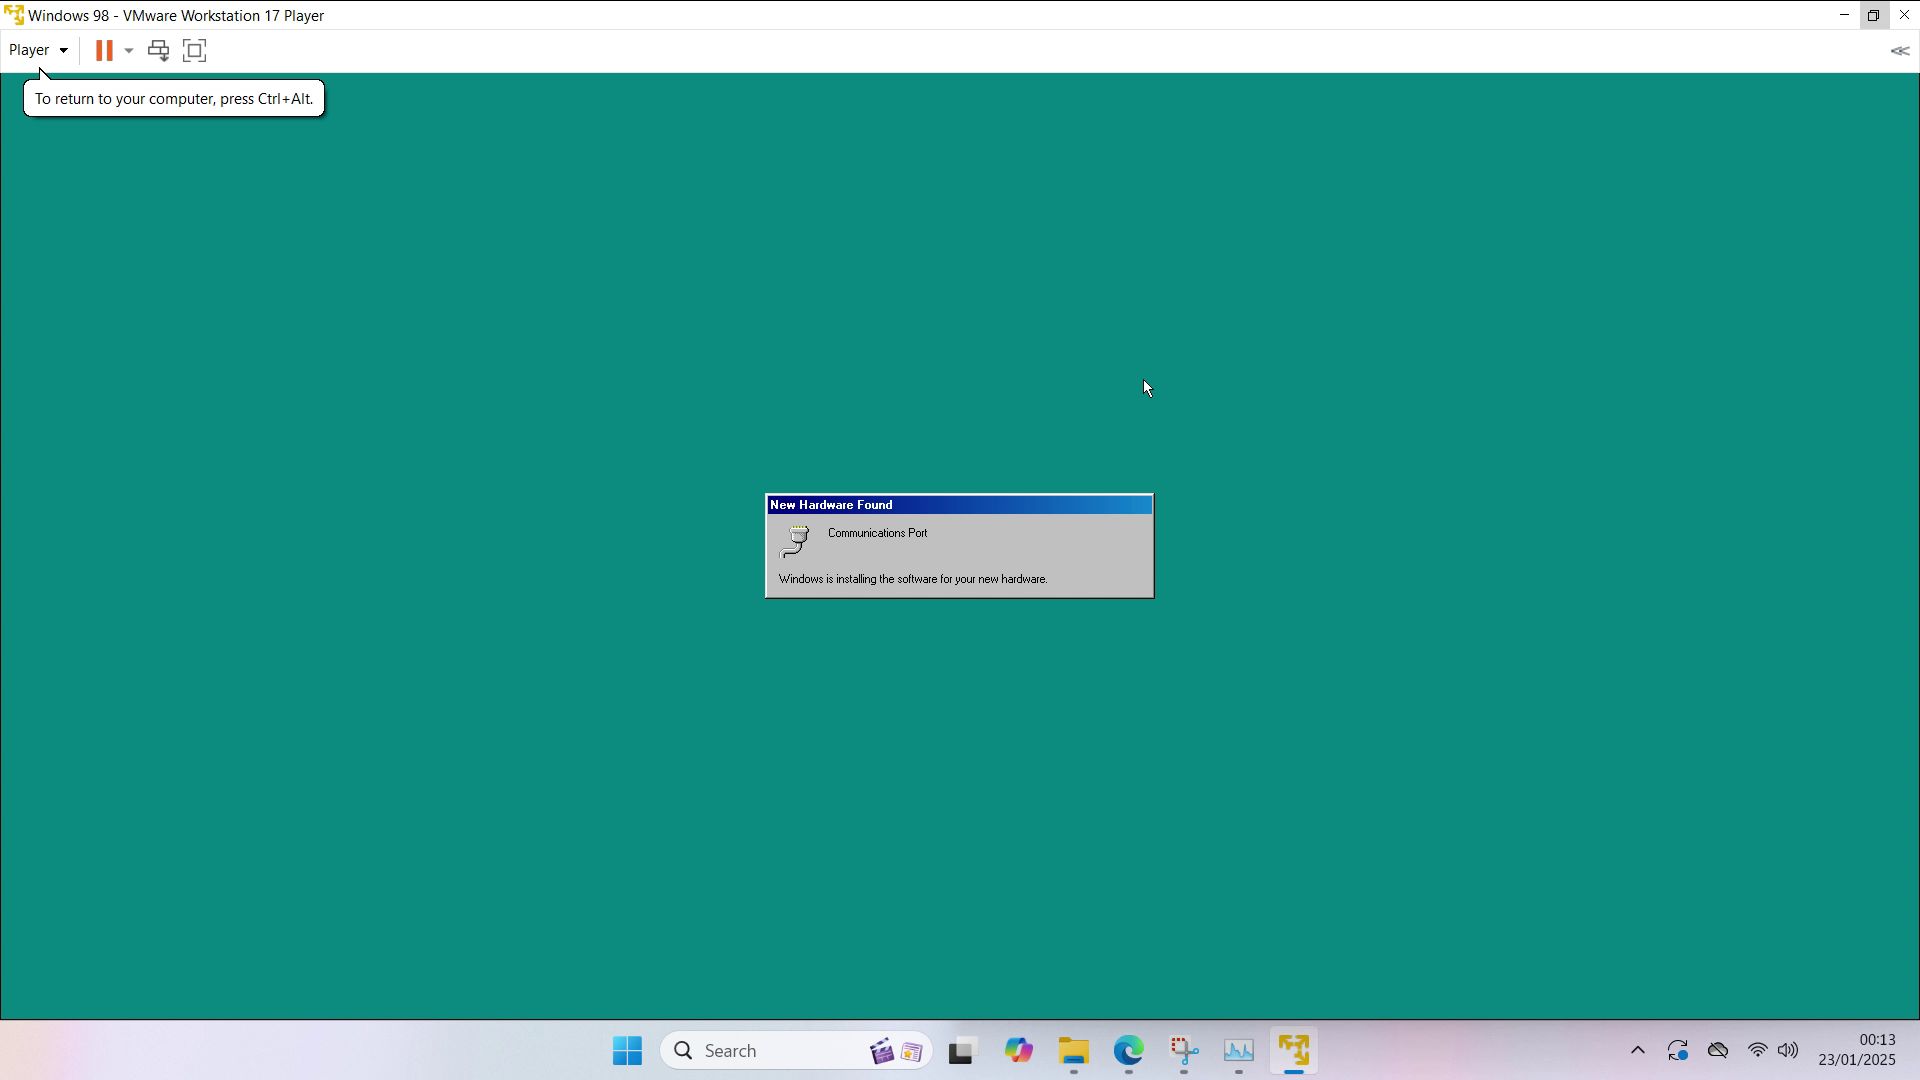 Windows 98 - VMware Workstation 17 Player
Player
To return to your computer, press Ctrl+Alt.
New Hardware Found
Communications Port
Windows is installing the software for your new hardware.
Search
00:13
23/01/2025